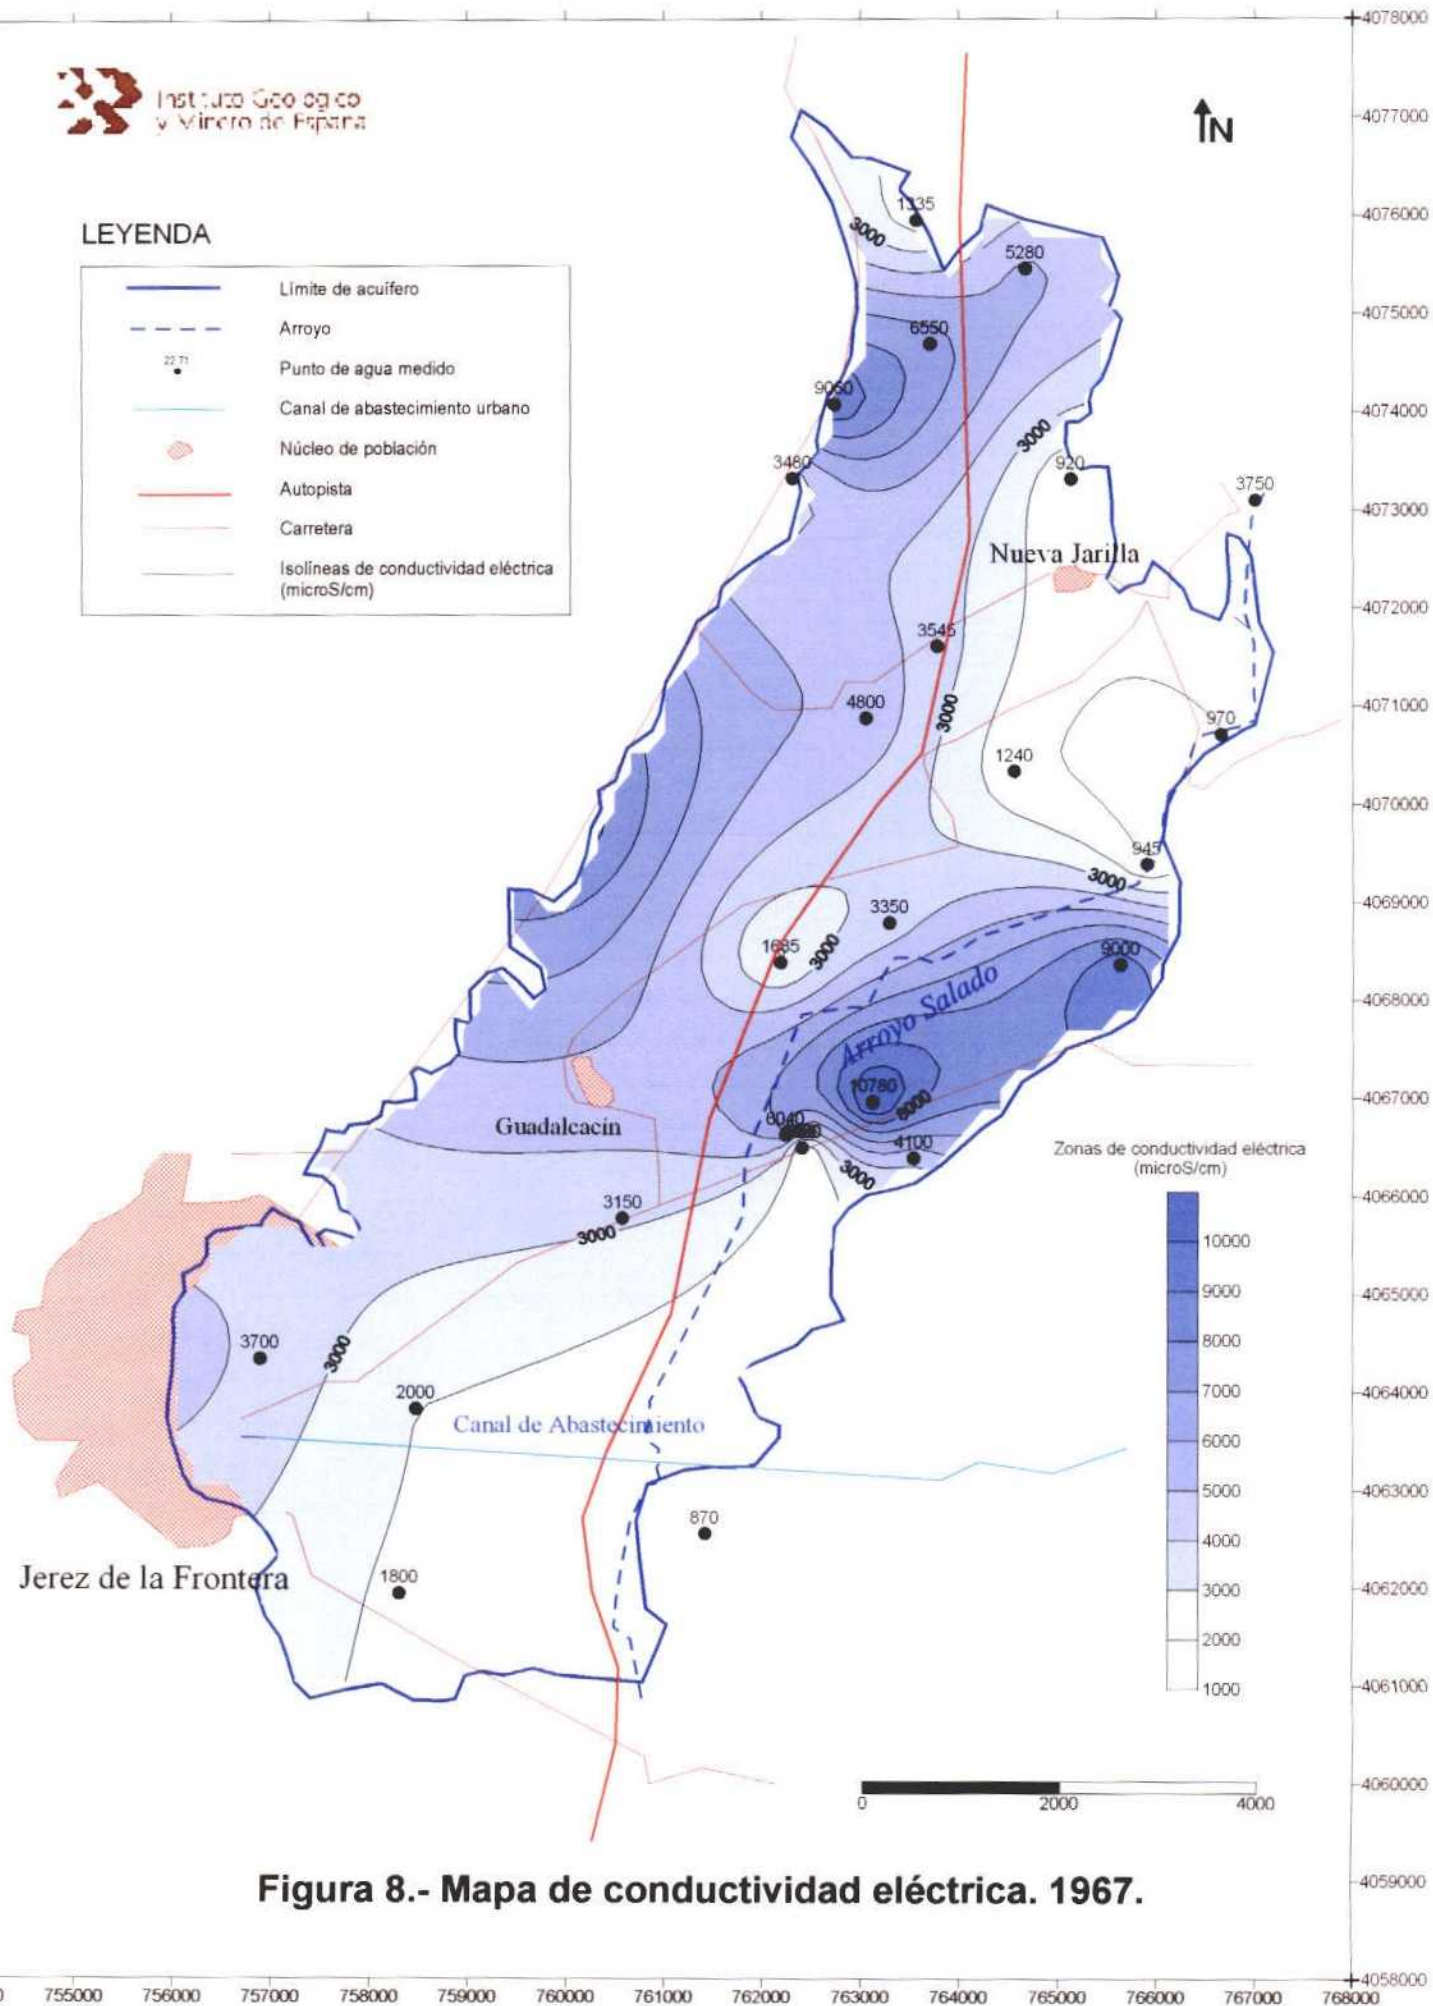 4078000
Instituto Geológico
y Minero de España
4077000
N
4076000
LEYENDA
Límite de acuífero
Arroyo
22 71
Punto de agua medido
Canal de abastecimiento urbano
Núcleo de población
Autopista
Carretera
Isolíneas de conductividad eléctrica
(microS/cm)
1335
3000
5280
4075000
6550
9060
4074000
3000
3480
920
3750
4073000
Nueva Jarilla
4072000
3545
4800
3000
970
4071000
1240
4070000
945
3000
4069000
3350
1685
3000
9000
4068000
Arroyo Salado
10780
8000
4067000
6040
Guadalcacín
4100
3000
4066000
3150
3000
4065000
3700
3000
4064000
2000
Canal de Abastecimiento
4063000
870
Jerez de la Frontera
1800
4062000
4061000
Zonas de conductividad eléctrica
(microS/cm)
10000
9000
8000
7000
6000
5000
4000
3000
2000
1000
0 2000 4000
4060000
Figura 8.- Mapa de conductividad eléctrica. 1967.
4059000
4058000
755000 756000 757000 758000 759000 760000 761000 762000 763000 764000 765000 766000 767000 768000